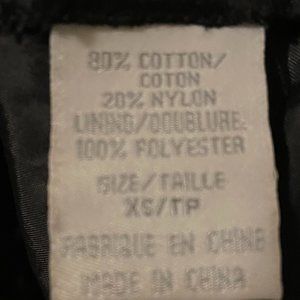 80% COTTON/
COTON
20% NYLON
LINING/DOUBLURE:
100% POLYESTER
SIZE/TAILLE
XS/TP
FABRIQUE EN CHINE
MADE IN CHINA